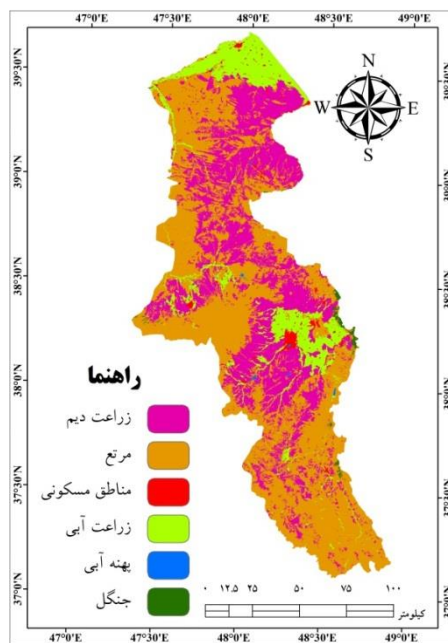 47°0'E 47°30'E 48°0'E 48°30'E 49°0'E
39°30'N
39°0'N
38°30'N
38°0'N
37°30'N
37°0'N
N
W E
S
راهنما
زراعت دیم
مرتع
مناطق مسکونی
زراعت آبی
پهنه آبی
جنگل
۰ ۱۲.۵ ۲۵ ۵۰ ۷۵ ۱۰۰
کیلومتر
47°0'E 47°30'E 48°0'E 48°30'E 49°0'E